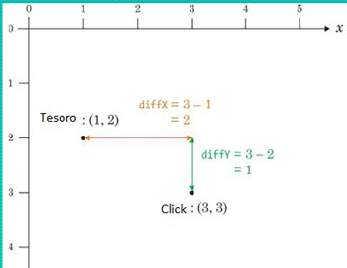 0 1 2 3 4 5
0 x
1
diffX = 3 – 1
= 2
Tesoro : (1, 2)
2
diffY = 3 – 2
= 1
3
Click : (3, 3)
4